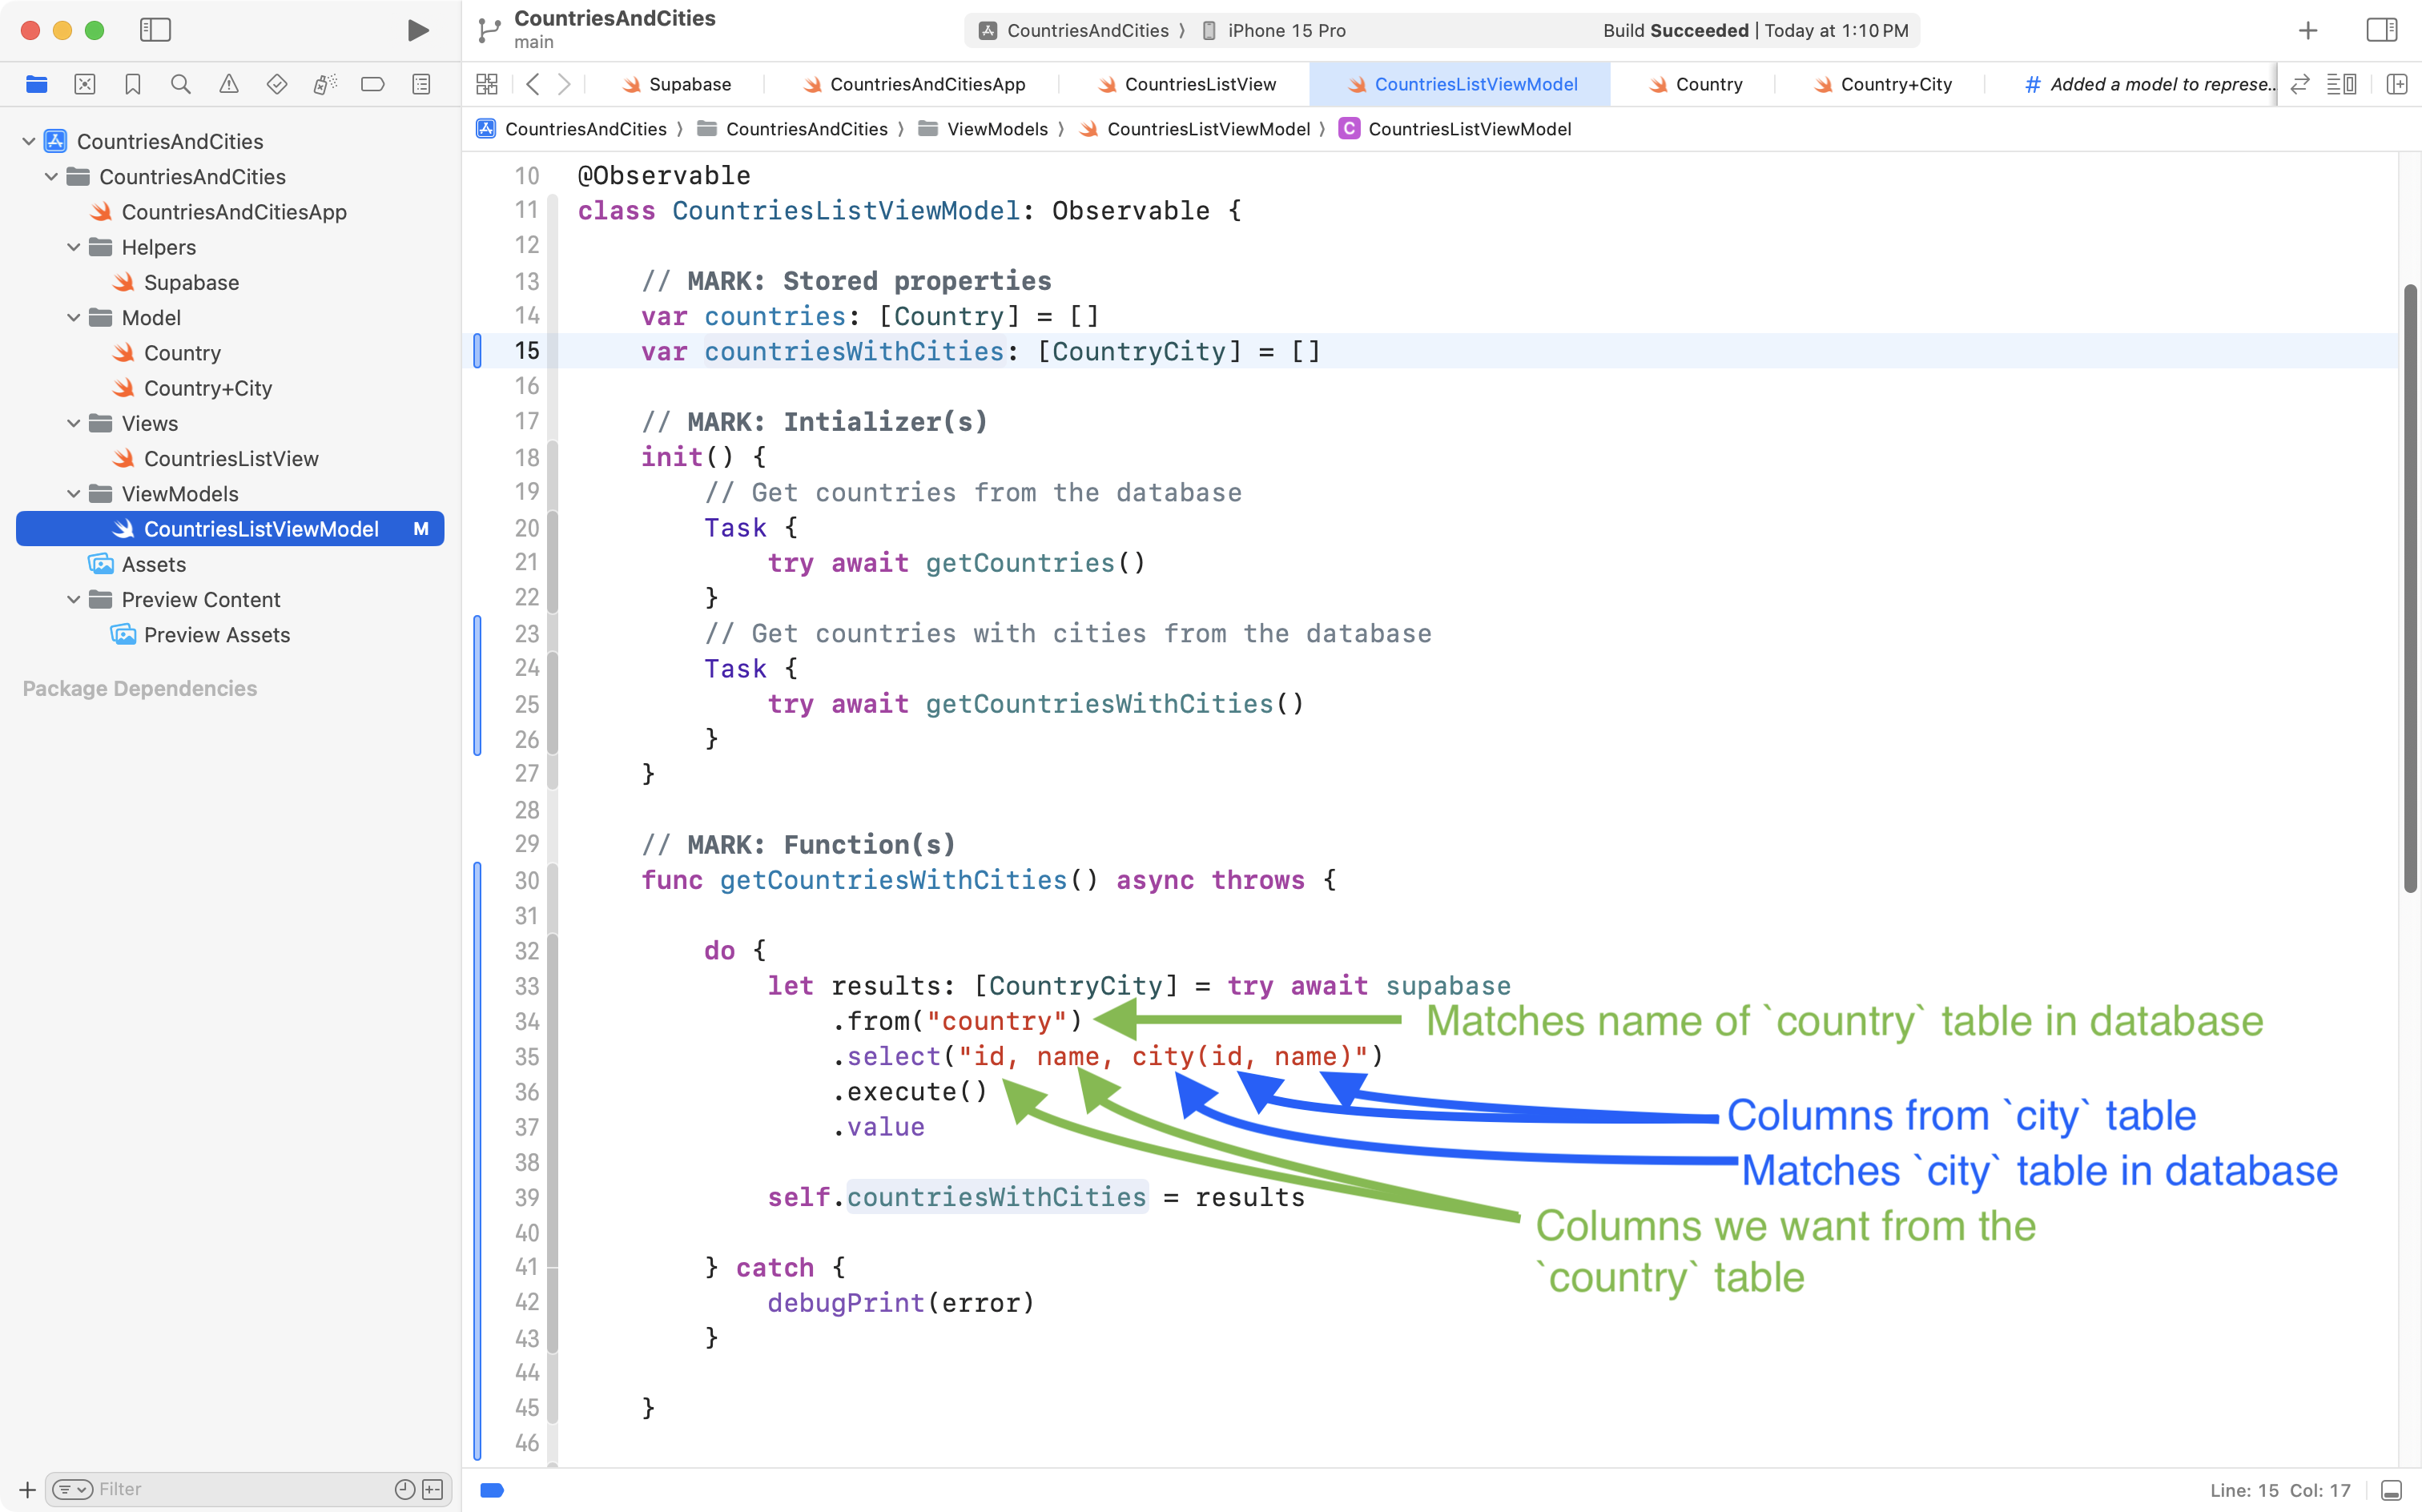 CountriesAndCities
main
CountriesAndCities 〉 iPhone 15 Pro
Build Succeeded | Today at 1:10 PM
Supabase
CountriesAndCitiesApp
CountriesListView
CountriesListViewModel
Country
Country+City
# Added a model to represe...
CountriesAndCities 〉 CountriesAndCities 〉 ViewModels 〉 CountriesListViewModel 〉 C CountriesListViewModel
CountriesAndCities
CountriesAndCities
CountriesAndCitiesApp
Helpers
Supabase
Model
Country
Country+City
Views
CountriesListView
ViewModels
CountriesListViewModel M
Assets
Preview Content
Preview Assets
Package Dependencies
Filter
10 @Observable
11 class CountriesListViewModel: Observable {
12
13 // MARK: Stored properties
14 var countries: [Country] = []
15 var countriesWithCities: [CountryCity] = []
16
17 // MARK: Intializer(s)
18 init() {
19 // Get countries from the database
20 Task {
21 try await getCountries()
22 }
23 // Get countries with cities from the database
24 Task {
25 try await getCountriesWithCities()
26 }
27 }
28
29 // MARK: Function(s)
30 func getCountriesWithCities() async throws {
31
32 do {
33 let results: [CountryCity] = try await supabase
34 .from("country")
35 .select("id, name, city(id, name)")
36 .execute()
37 .value
38
39 self.countriesWithCities = results
40
41 } catch {
42 debugPrint(error)
43 }
44
45 }
46
Matches name of `country` table in database
Columns from `city` table
Matches `city` table in database
Columns we want from the
`country` table
Line: 15 Col: 17